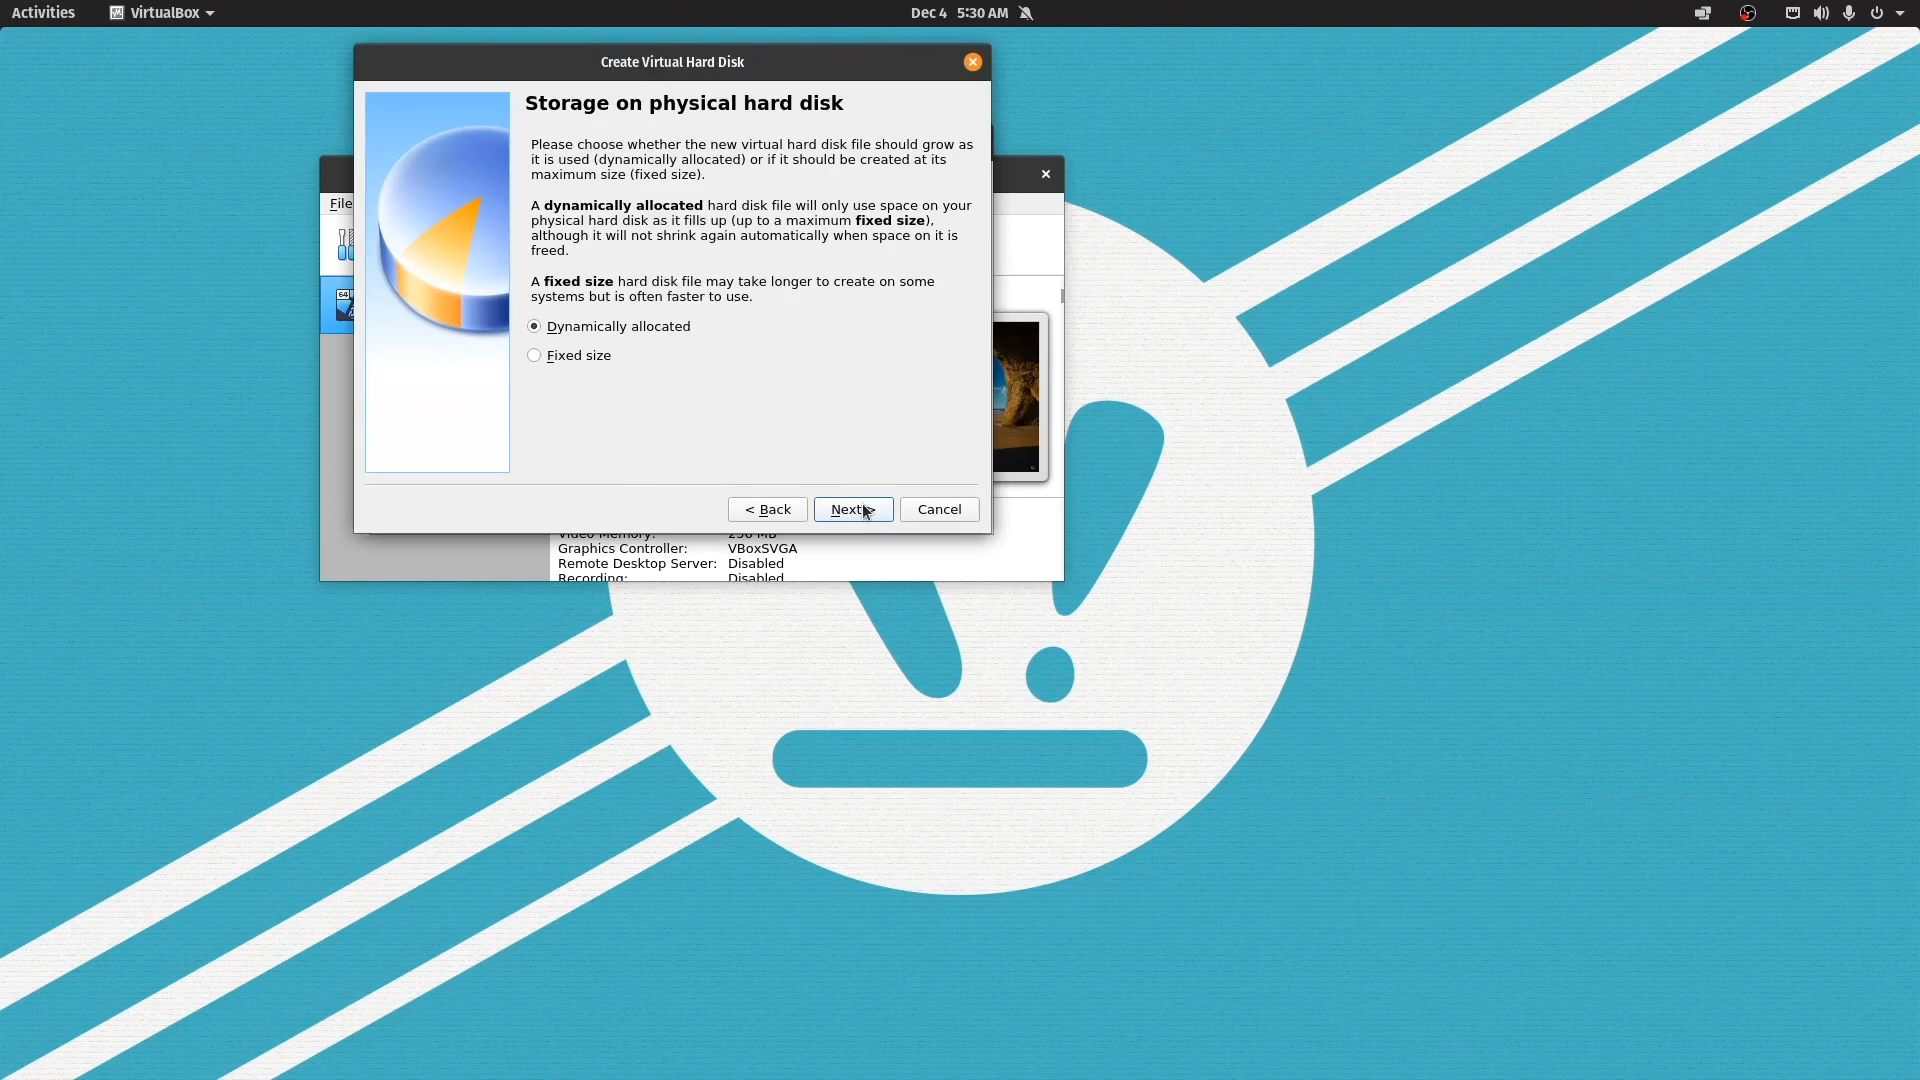 Activities
VirtualBox
Dec 4 5:30 AM
Create Virtual Hard Disk
Storage on physical hard disk
Please choose whether the new virtual hard disk file should grow as
it is used (dynamically allocated) or if it should be created at its
maximum size (fixed size).
A dynamically allocated hard disk file will only use space on your
physical hard disk as it fills up (up to a maximum fixed size),
although it will not shrink again automatically when space on it is
freed.
A fixed size hard disk file may take longer to create on some
systems but is often faster to use.
Dynamically allocated
Fixed size
< Back
Next >
Cancel
File
64
Video Memory: 256 MB
Graphics Controller: VBoxSVGA
Remote Desktop Server: Disabled
Recording: Disabled